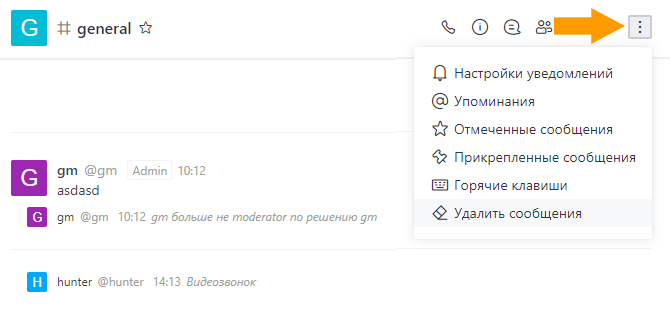 G # general
Настройки уведомлений
@ Упоминания
Отмеченные сообщения
Прикрепленные сообщения
Горячие клавиши
Удалить сообщения
G gm @gm Admin 10:12
asdasd
G gm @gm 10:12 gm больше не moderator по решению gm
H hunter @hunter 14:13 Видеозвонок